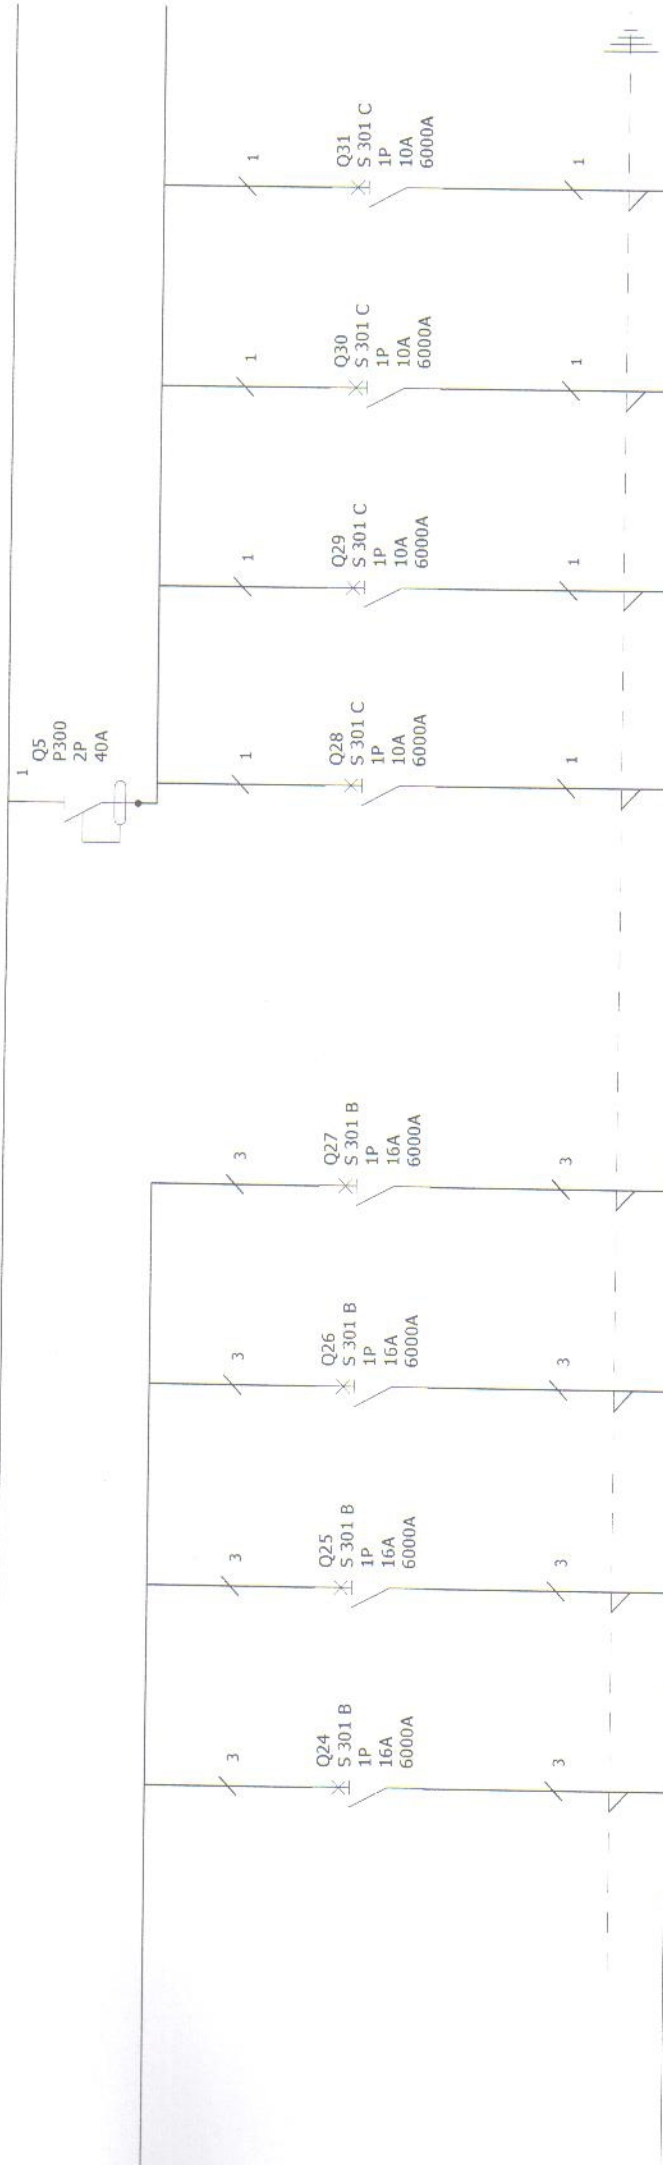 1
Q5
P300
2P
40A
3
Q24
S 301 B
1P
16A
6000A
3
3
Q25
S 301 B
1P
16A
6000A
3
3
Q26
S 301 B
1P
16A
6000A
3
3
Q27
S 301 B
1P
16A
6000A
3
1
Q28
S 301 C
1P
10A
6000A
1
1
Q29
S 301 C
1P
10A
6000A
1
1
Q30
S 301 C
1P
10A
6000A
1
1
Q31
S 301 C
1P
10A
6000A
1